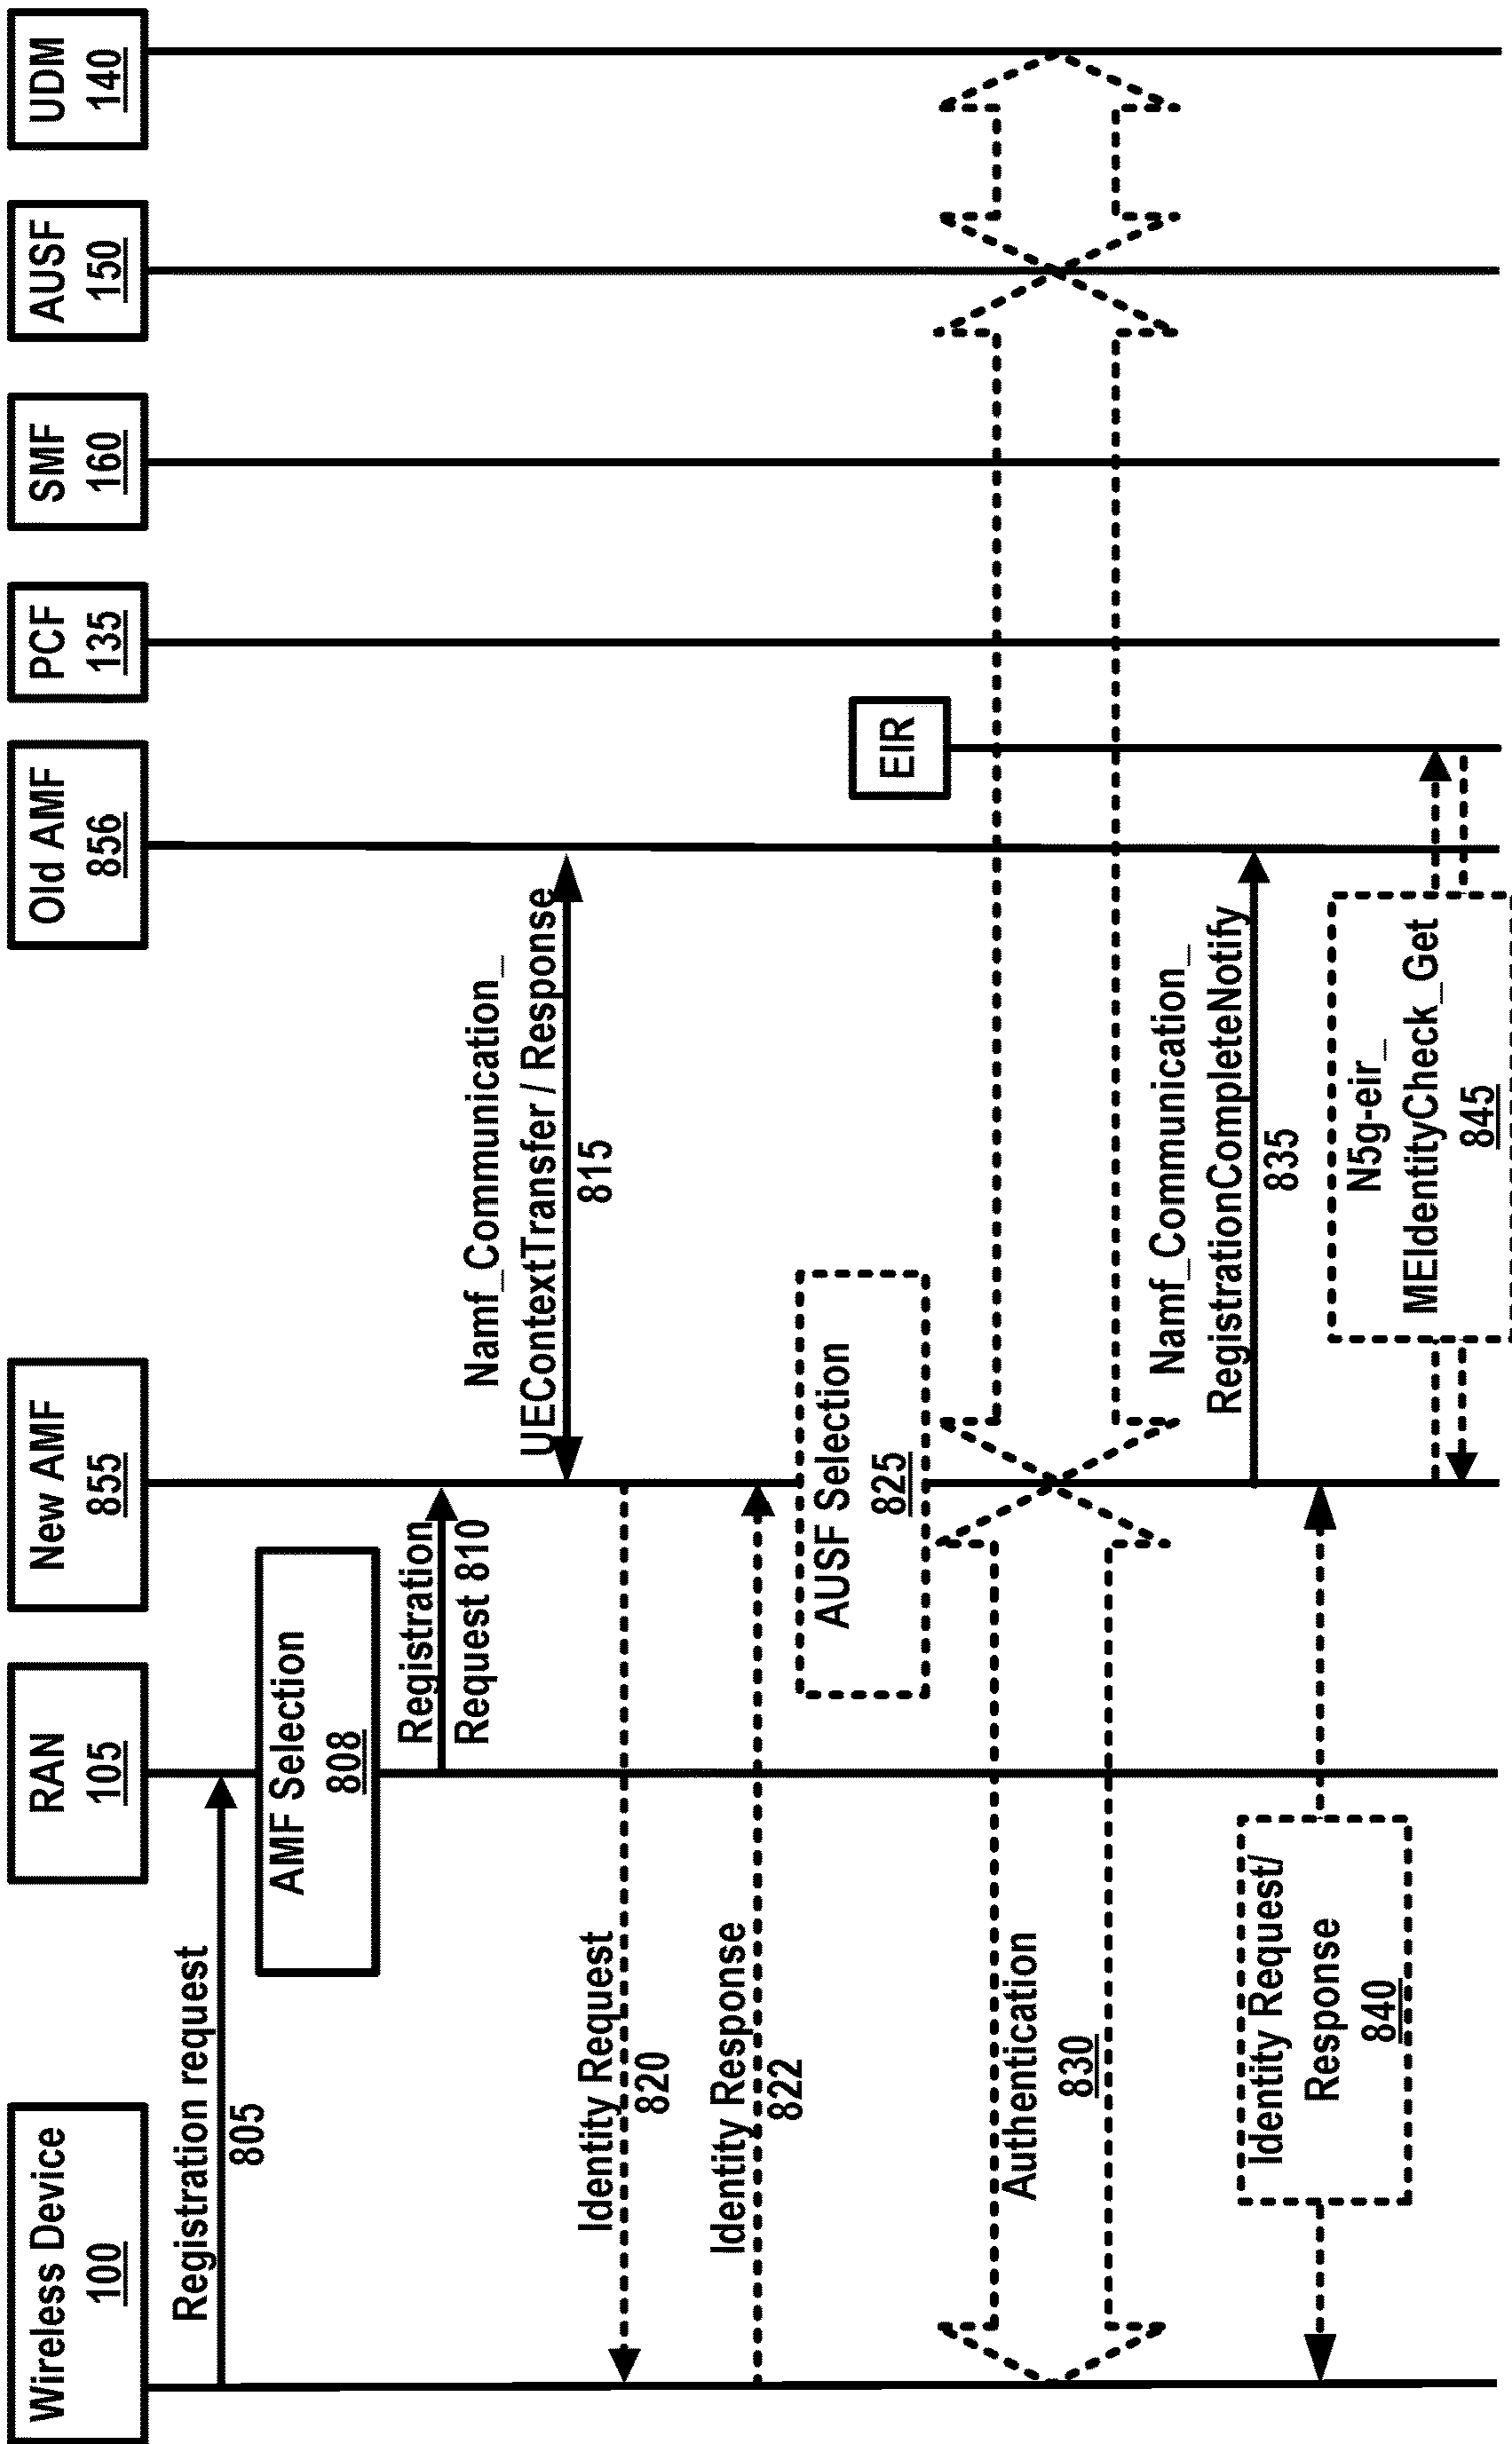 Wireless Device
100
RAN
105
New AMF
855
Old AMF
856
PCF
135
SMF
160
AUSF
150
UDM
140
Registration request
805
AMF Selection
808
Registration
Request 810
Namf_Communication_
UEContextTransfer / Response
815
Identity Request
820
Identity Response
822
AUSF Selection
825
EIR
Authentication
830
Namf_Communication_
RegistrationCompleteNotify
835
Identity Request/
Response
840
N5g-eir_
MEIdentityCheck_Get
845